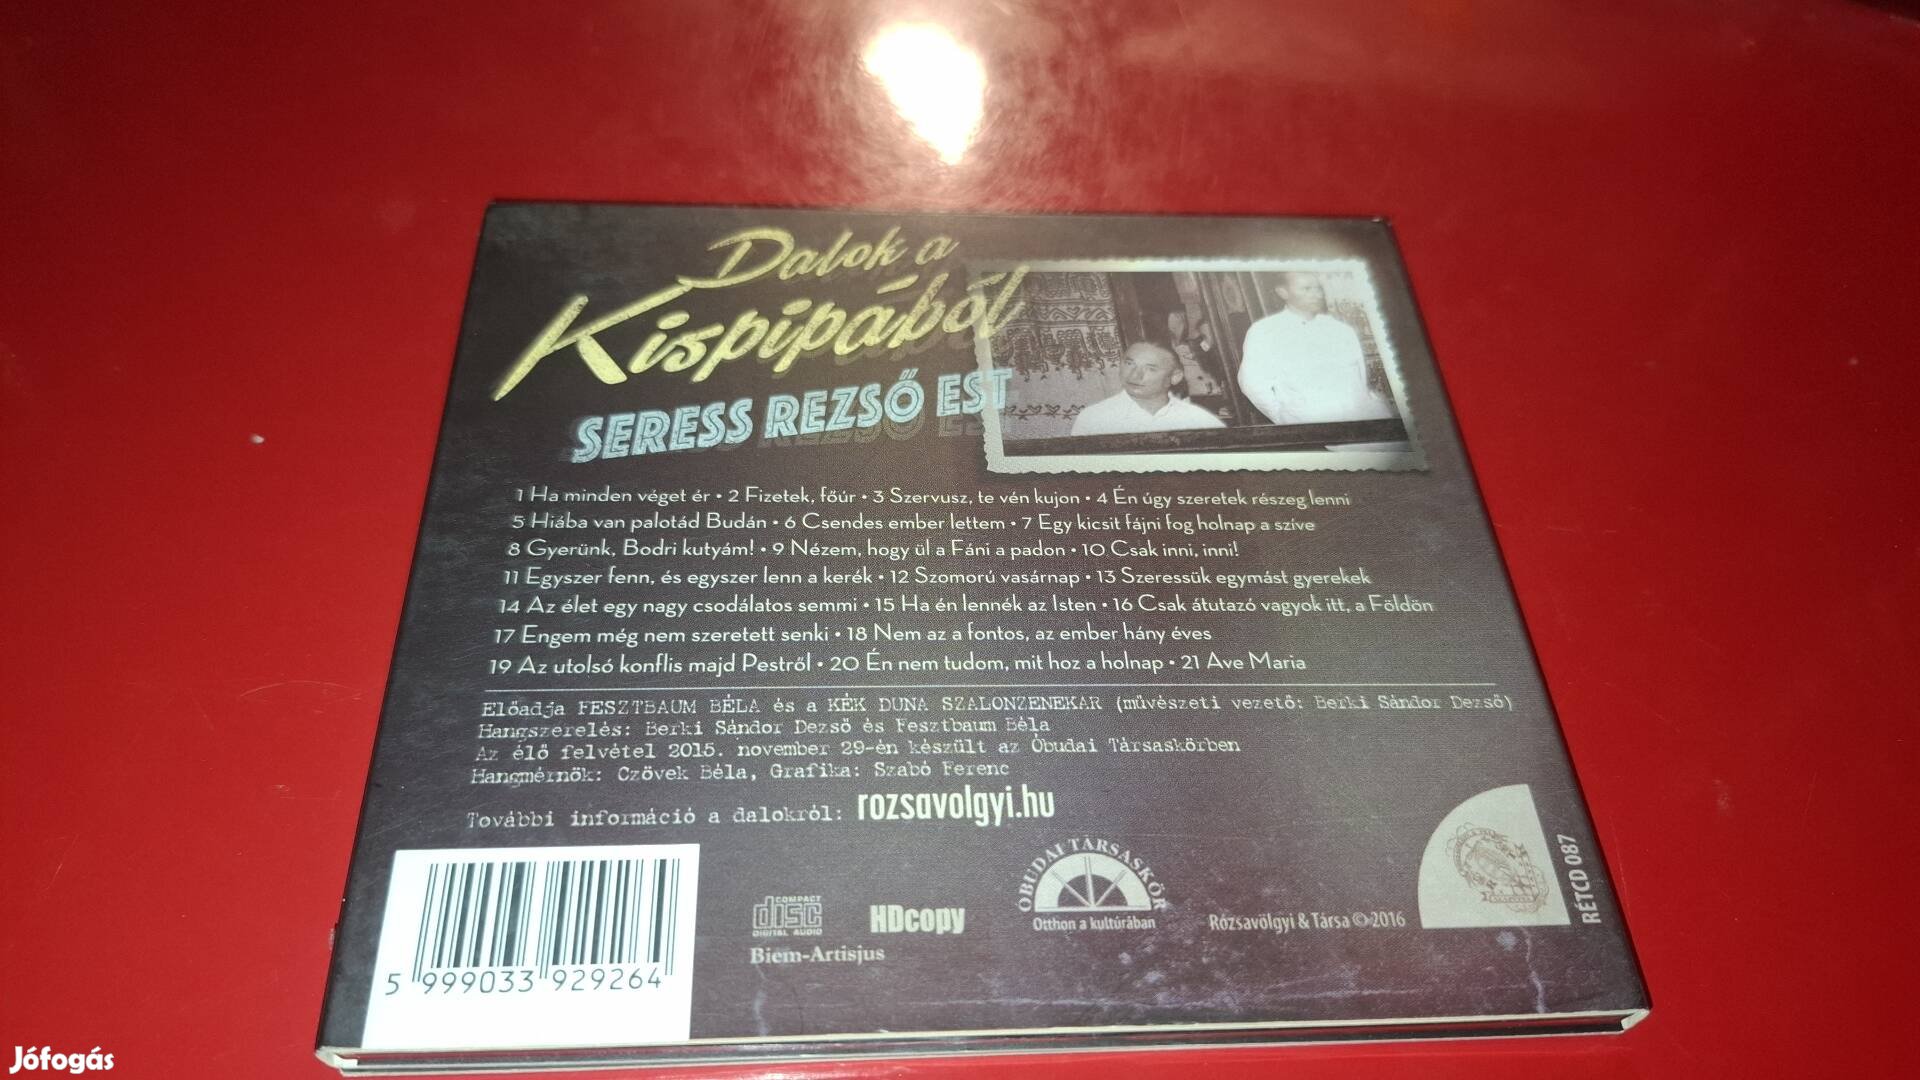 Dalok a
Kispipából
SERESS REZSŐ EST
1 Ha minden véget ér • 2 Fizetek, főúr • 3 Szervusz, te vén kujon • 4 Én úgy szeretek részeg lenni
5 Hiába van palotád Budán • 6 Csendes ember lettem • 7 Egy kicsit fájni fog holnap a szíve
8 Gyerünk, Bodri kutyám! • 9 Nézem, hogy ül a Fáni a padon • 10 Csak inni, inni!
11 Egyszer fenn, és egyszer lenn a kerék • 12 Szomorú vasárnap • 13 Szeressük egymást gyerekek
14 Az élet egy nagy csodálatos semmi • 15 Ha én lennék az Isten • 16 Csak átutazó vagyok itt, a Földön
17 Engem még nem szeretett senki • 18 Nem az a fontos, az ember hány éves
19 Az utolsó konflis majd Pestről • 20 Én nem tudom, mit hoz a holnap • 21 Ave Maria
Előadja FESZTBAUM BÉLA és a KÉK DUNA SZALONZENEKAR (művészeti vezető: Berki Sándor Dezső)
Hangszerelés: Berki Sándor Dezső és Fesztbaum Béla
Az élő felvétel 2015. november 29-én készült az Óbudai Társaskörben
Hangmérnök: Czövek Béla, Grafika: Szabó Ferenc
További információ a dalokról: rozsavolgyi.hu
5 999033 929264
COMPACT
disc
DIGITAL AUDIO
Biem-Artisjus
HDcopy
ÓBUDAI TÁRSASKÖR
Otthon a kultúrában
Rózsavölgyi & Társa © 2016
RÉTCD 087
Jófogás